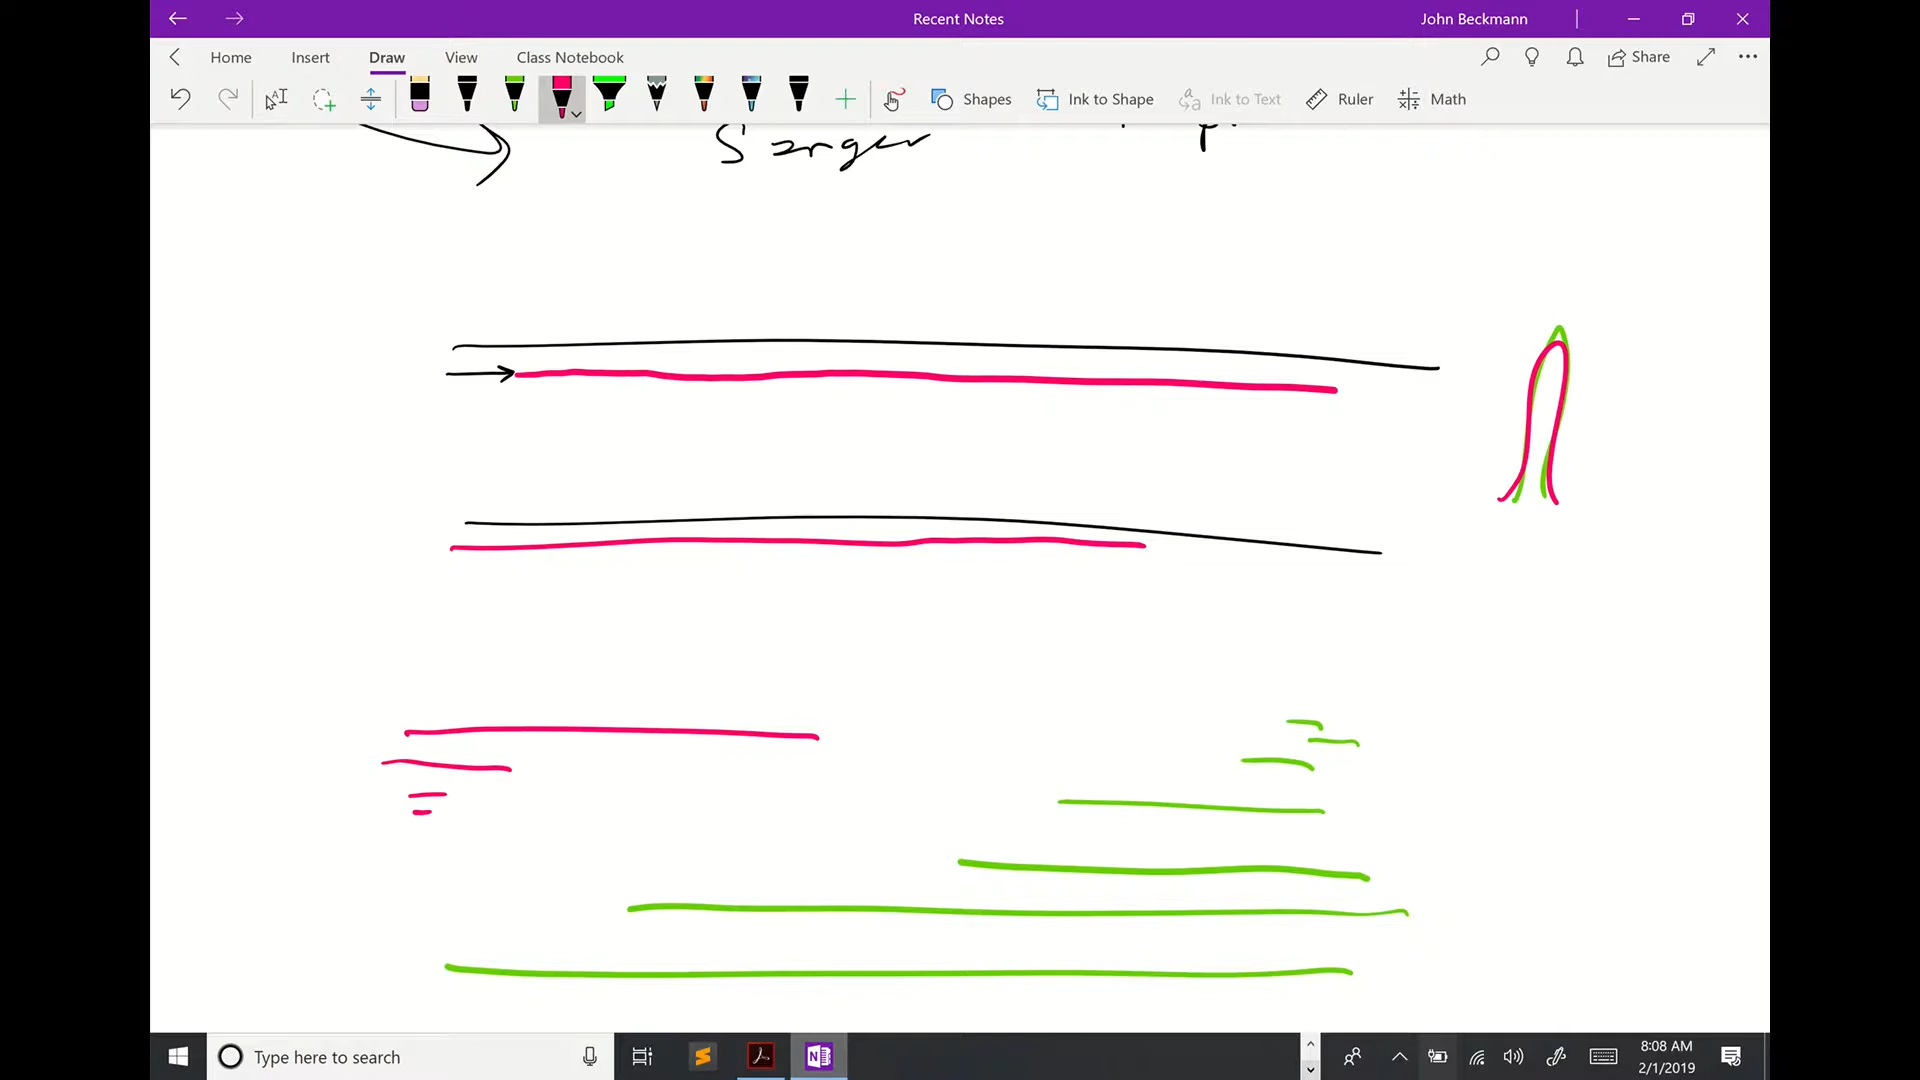 Recent Notes
John Beckmann
Home Insert Draw View Class Notebook
Share
Shapes Ink to Shape Ink to Text Ruler Math
Sanger
Type here to search
8:08 AM
2/1/2019